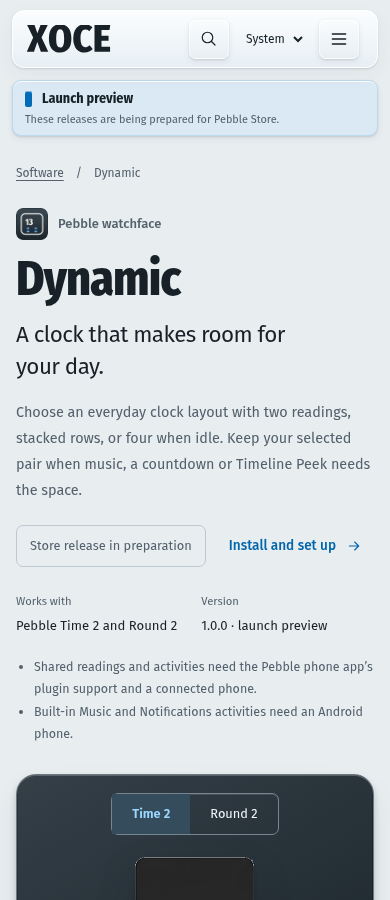 XOCE
System
Launch preview
These releases are being prepared for Pebble Store.
Software / Dynamic
13
Pebble watchface
Dynamic
A clock that makes room for
your day.
Choose an everyday clock layout with two readings,
stacked rows, or four when idle. Keep your selected
pair when music, a countdown or Timeline Peek needs
the space.
Store release in preparation
Install and set up →
Works with
Version
Pebble Time 2 and Round 2
1.0.0 · launch preview
• Shared readings and activities need the Pebble phone app’s
plugin support and a connected phone.
• Built-in Music and Notifications activities need an Android
phone.
Time 2
Round 2